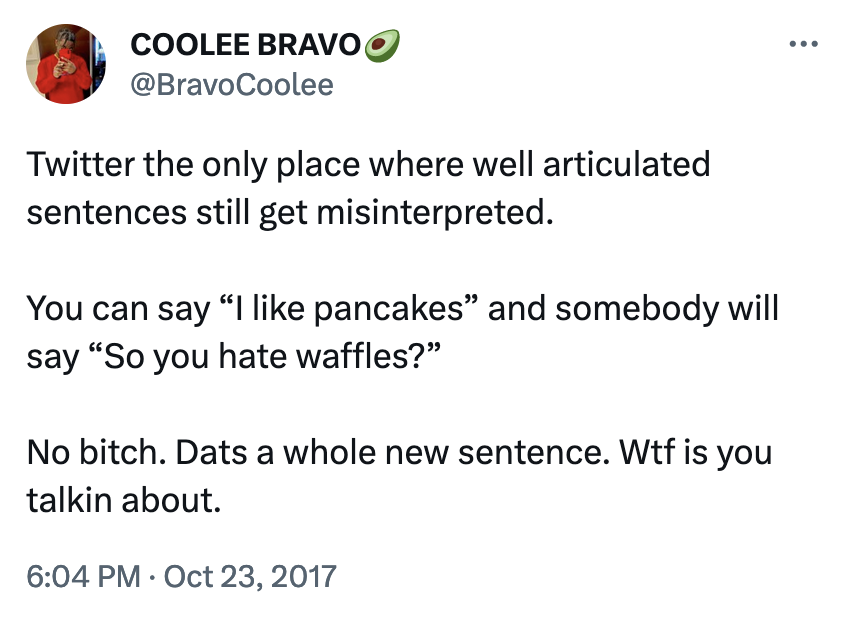 COOLEE BRAVO🥑
@BravoCoolee
Twitter the only place where well articulated
sentences still get misinterpreted.
You can say “I like pancakes” and somebody will
say “So you hate waffles?”
No bitch. Dats a whole new sentence. Wtf is you
talkin about.
6:04 PM · Oct 23, 2017